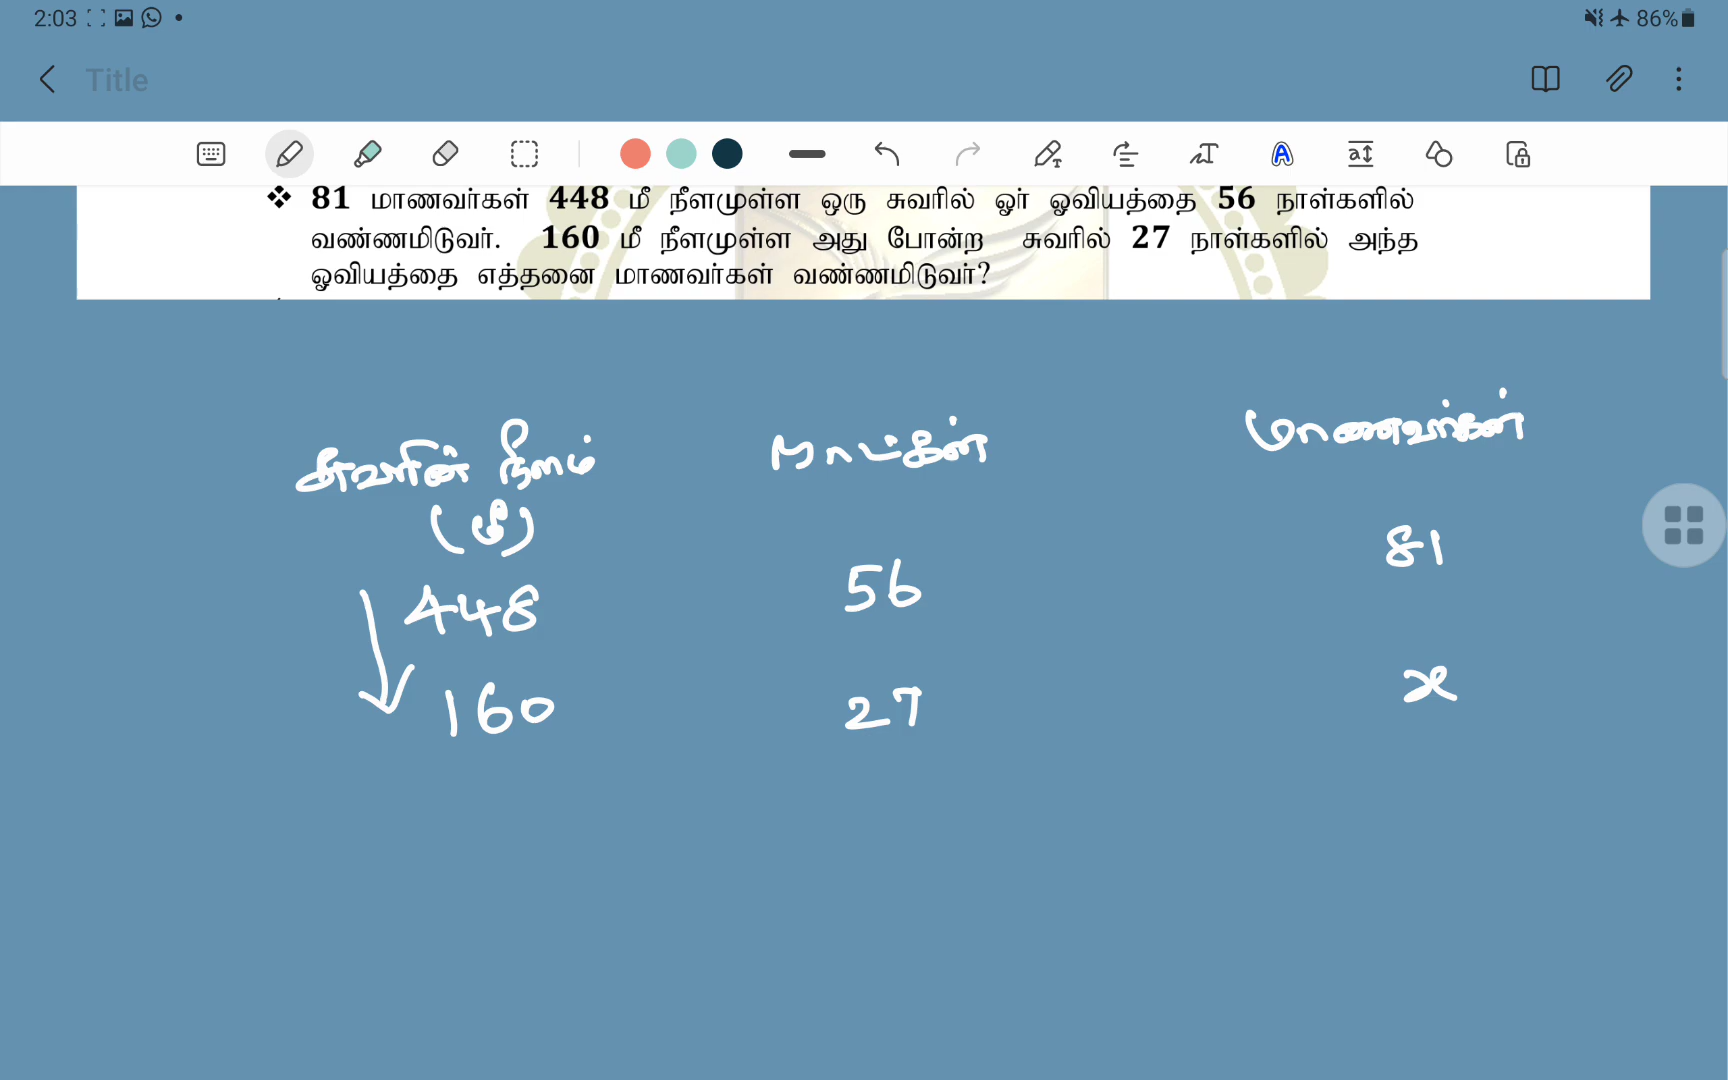 2:03
86%
Title
❖ 81 மாணவர்கள் 448 மீ நீளமுள்ள ஒரு சுவரில் ஓர் ஓவியத்தை 56 நாள்களில்
வண்ணமிடுவர். 160 மீ நீளமுள்ள அது போன்ற சுவரில் 27 நாள்களில் அந்த
ஓவியத்தை எத்தனை மாணவர்கள் வண்ணமிடுவர்?
சுவரின் நீளம் நாட்கள் மாணவர்கள்
(மீ)
448 56 81
160 27 x